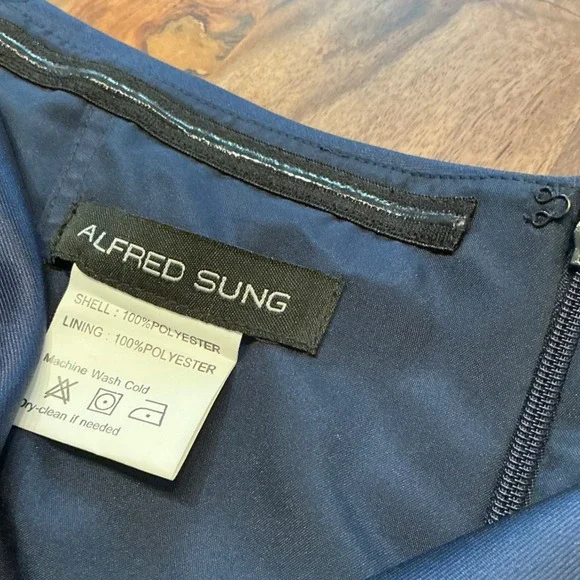 ALFRED SUNG
SHELL : 100%POLYESTER
LINING : 100%POLYESTER
Machine Wash Cold
Dry-clean if needed